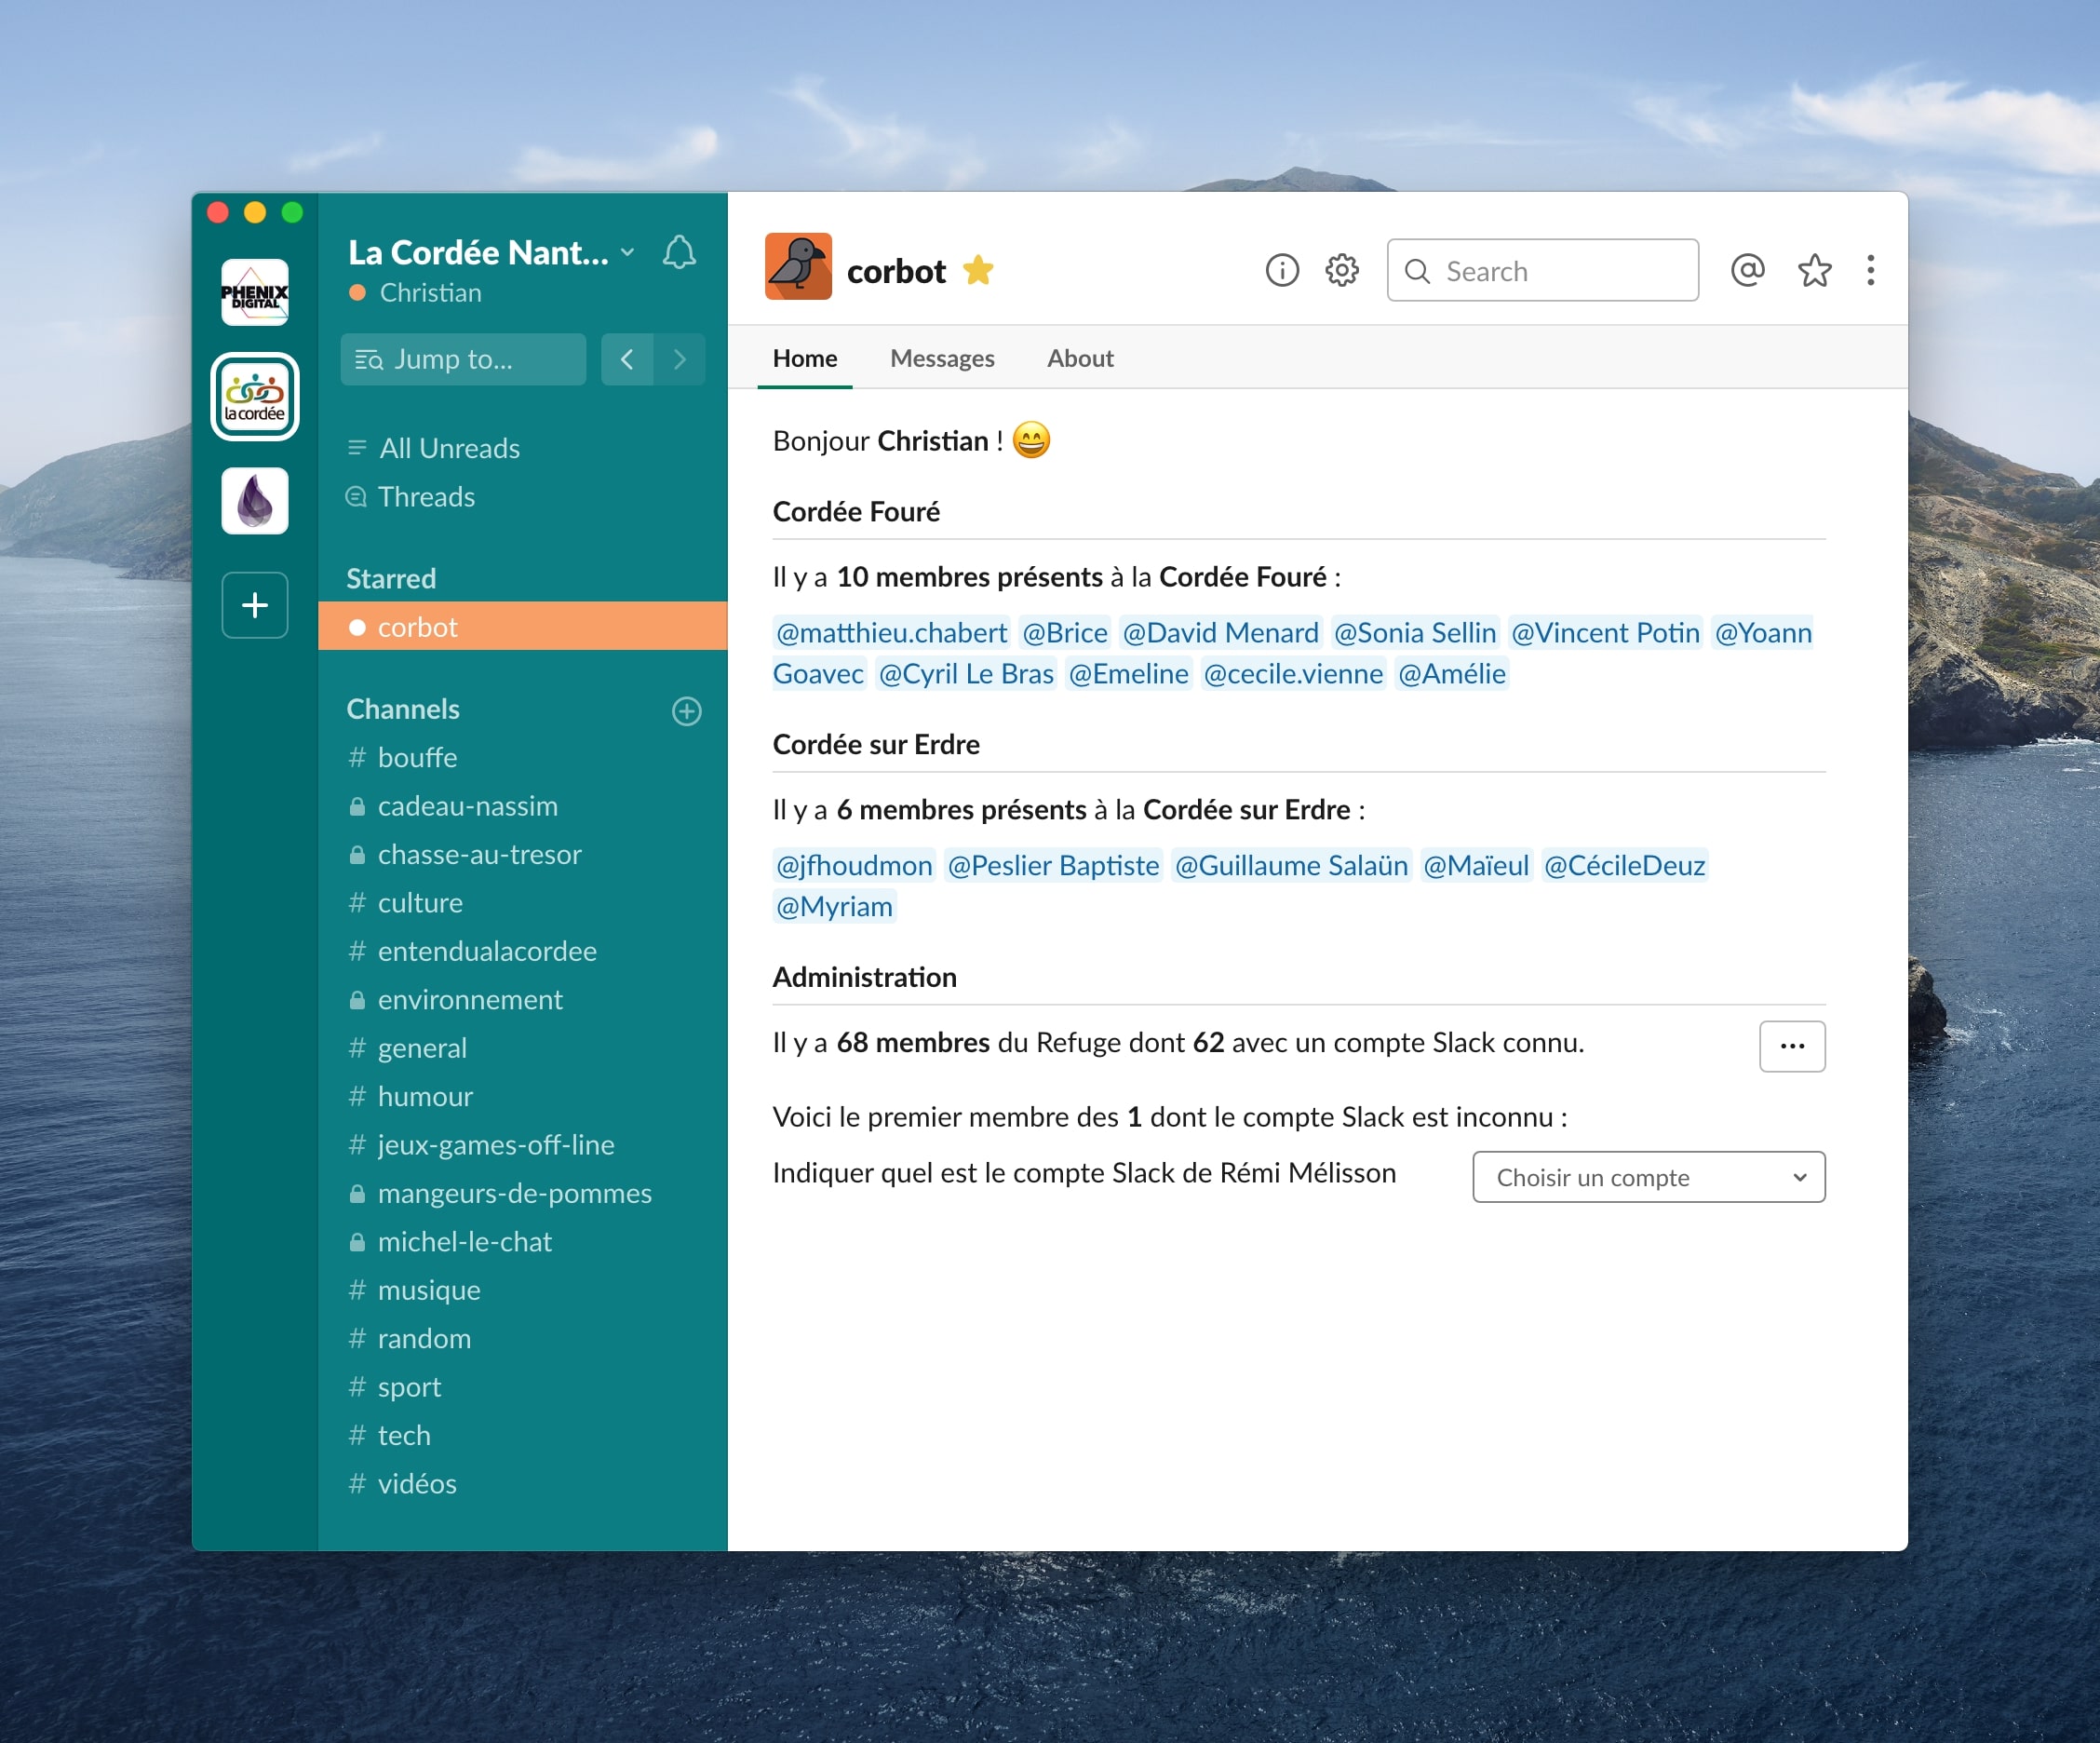 PHENIX
DIGITAL
la cordée
La Cordée Nant...
Christian
Jump to...
All Unreads
Threads
Starred
corbot
Channels
# bouffe
cadeau-nassim
chasse-au-tresor
# culture
# entendualacordee
environnement
# general
# humour
# jeux-games-off-line
mangeurs-de-pommes
michel-le-chat
# musique
# random
# sport
# tech
# vidéos
corbot
Search
Home Messages About
Bonjour Christian ! 😄
Cordée Fouré
Il y a 10 membres présents à la Cordée Fouré :
@matthieu.chabert @Brice @David Menard @Sonia Sellin @Vincent Potin @Yoann
Goavec @Cyril Le Bras @Emeline @cecile.vienne @Amélie
Cordée sur Erdre
Il y a 6 membres présents à la Cordée sur Erdre :
@jfhoudmon @Peslier Baptiste @Guillaume Salaün @Maïeul @CécileDeuz
@Myriam
Administration
Il y a 68 membres du Refuge dont 62 avec un compte Slack connu.
Voici le premier membre des 1 dont le compte Slack est inconnu :
Indiquer quel est le compte Slack de Rémi Mélisson
Choisir un compte